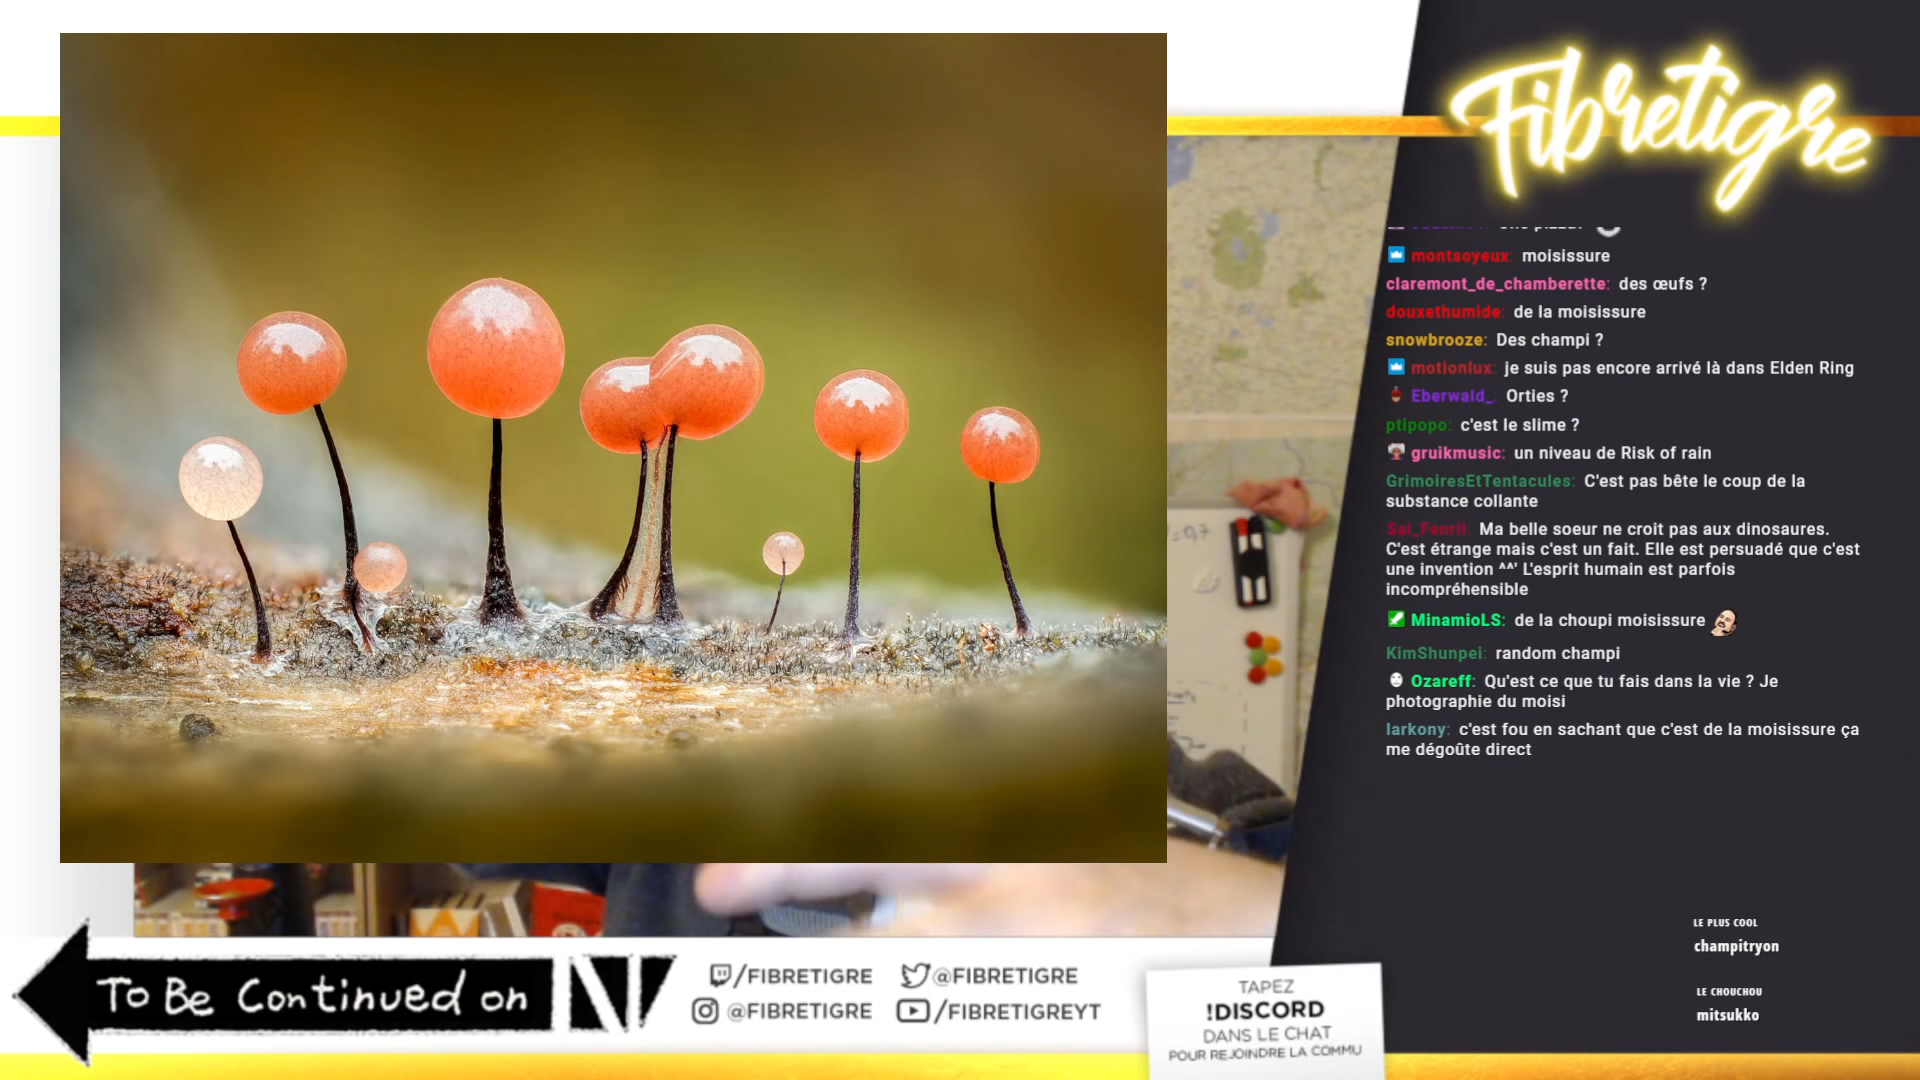 Fibretigre
montsoyeux: moisissure
claremont_de_chamberette: des œufs ?
douxethumide: de la moisissure
snowbrooze: Des champi ?
motionlux: je suis pas encore arrivé là dans Elden Ring
Eberwald_: Orties ?
ptipopo: c'est le slime ?
gruikmusic: un niveau de Risk of rain
GrimoiresEtTentacules: C'est pas bête le coup de la
substance collante
Sal_Fenrir: Ma belle soeur ne croit pas aux dinosaures.
C'est étrange mais c'est un fait. Elle est persuadé que c'est
une invention ^^' L'esprit humain est parfois
incompréhensible
MinamioLS: de la choupi moisissure
KimShunpei: random champi
Ozareff: Qu'est ce que tu fais dans la vie ? Je
photographie du moisi
larkony: c'est fou en sachant que c'est de la moisissure ça
me dégoûte direct
LE PLUS COOL
champitryon
LE CHOUCHOU
mitsukko
To Be Continued on
/FIBRETIGRE
@FIBRETIGRE
@FIBRETIGRE
/FIBRETIGREYT
TAPEZ
!DISCORD
DANS LE CHAT
POUR REJOINDRE LA COMMU